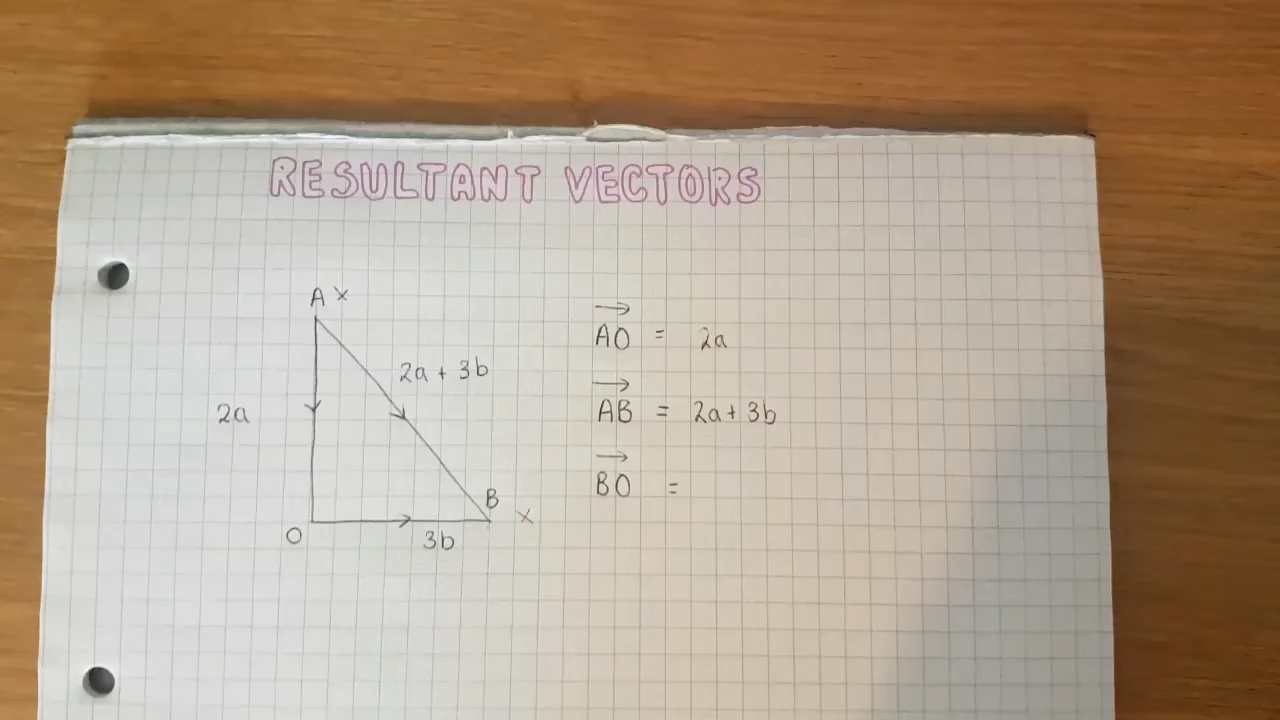 RESULTANT VECTORS
A x
2a + 3b
2a
B x
O
3b
AO = 2a
AB = 2a + 3b
BO =